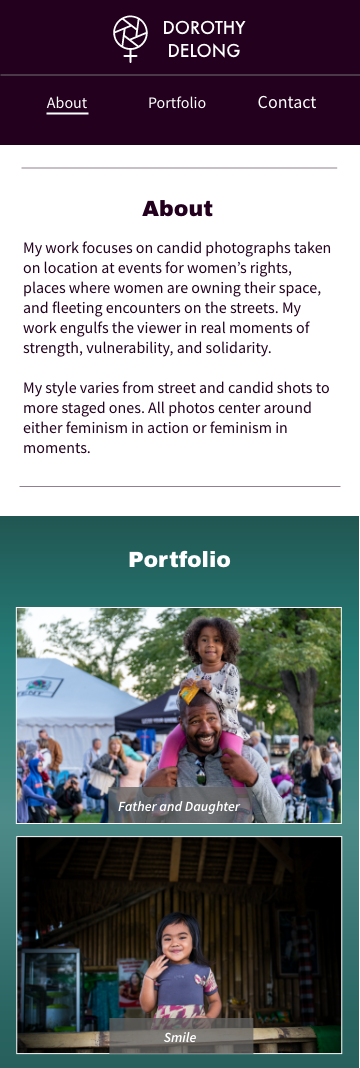 DOROTHY
DELONG
About
Portfolio
Contact
About
My work focuses on candid photographs taken
on location at events for women’s rights,
places where women are owning their space,
and fleeting encounters on the streets. My
work engulfs the viewer in real moments of
strength, vulnerability, and solidarity.
My style varies from street and candid shots to
more staged ones. All photos center around
either feminism in action or feminism in
moments.
Portfolio
Father and Daughter
Smile